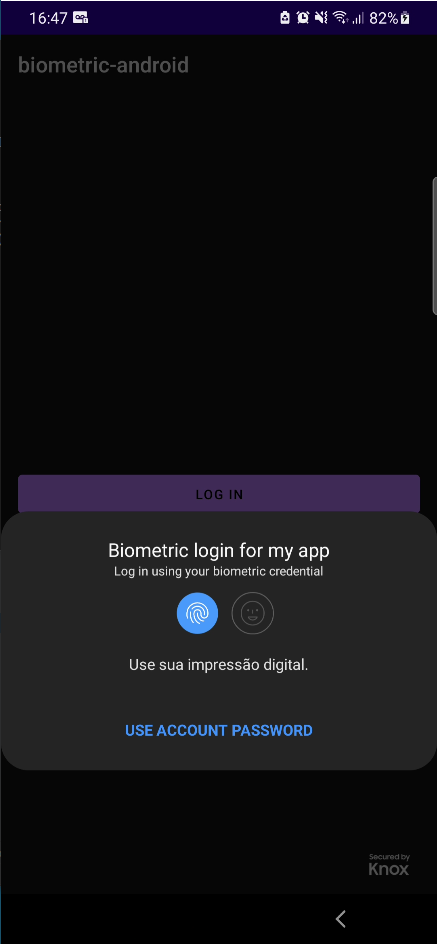 16:47
82%
biometric-android
LOG IN
Biometric login for my app
Log in using your biometric credential
Use sua impressão digital.
USE ACCOUNT PASSWORD
Secured by
Knox